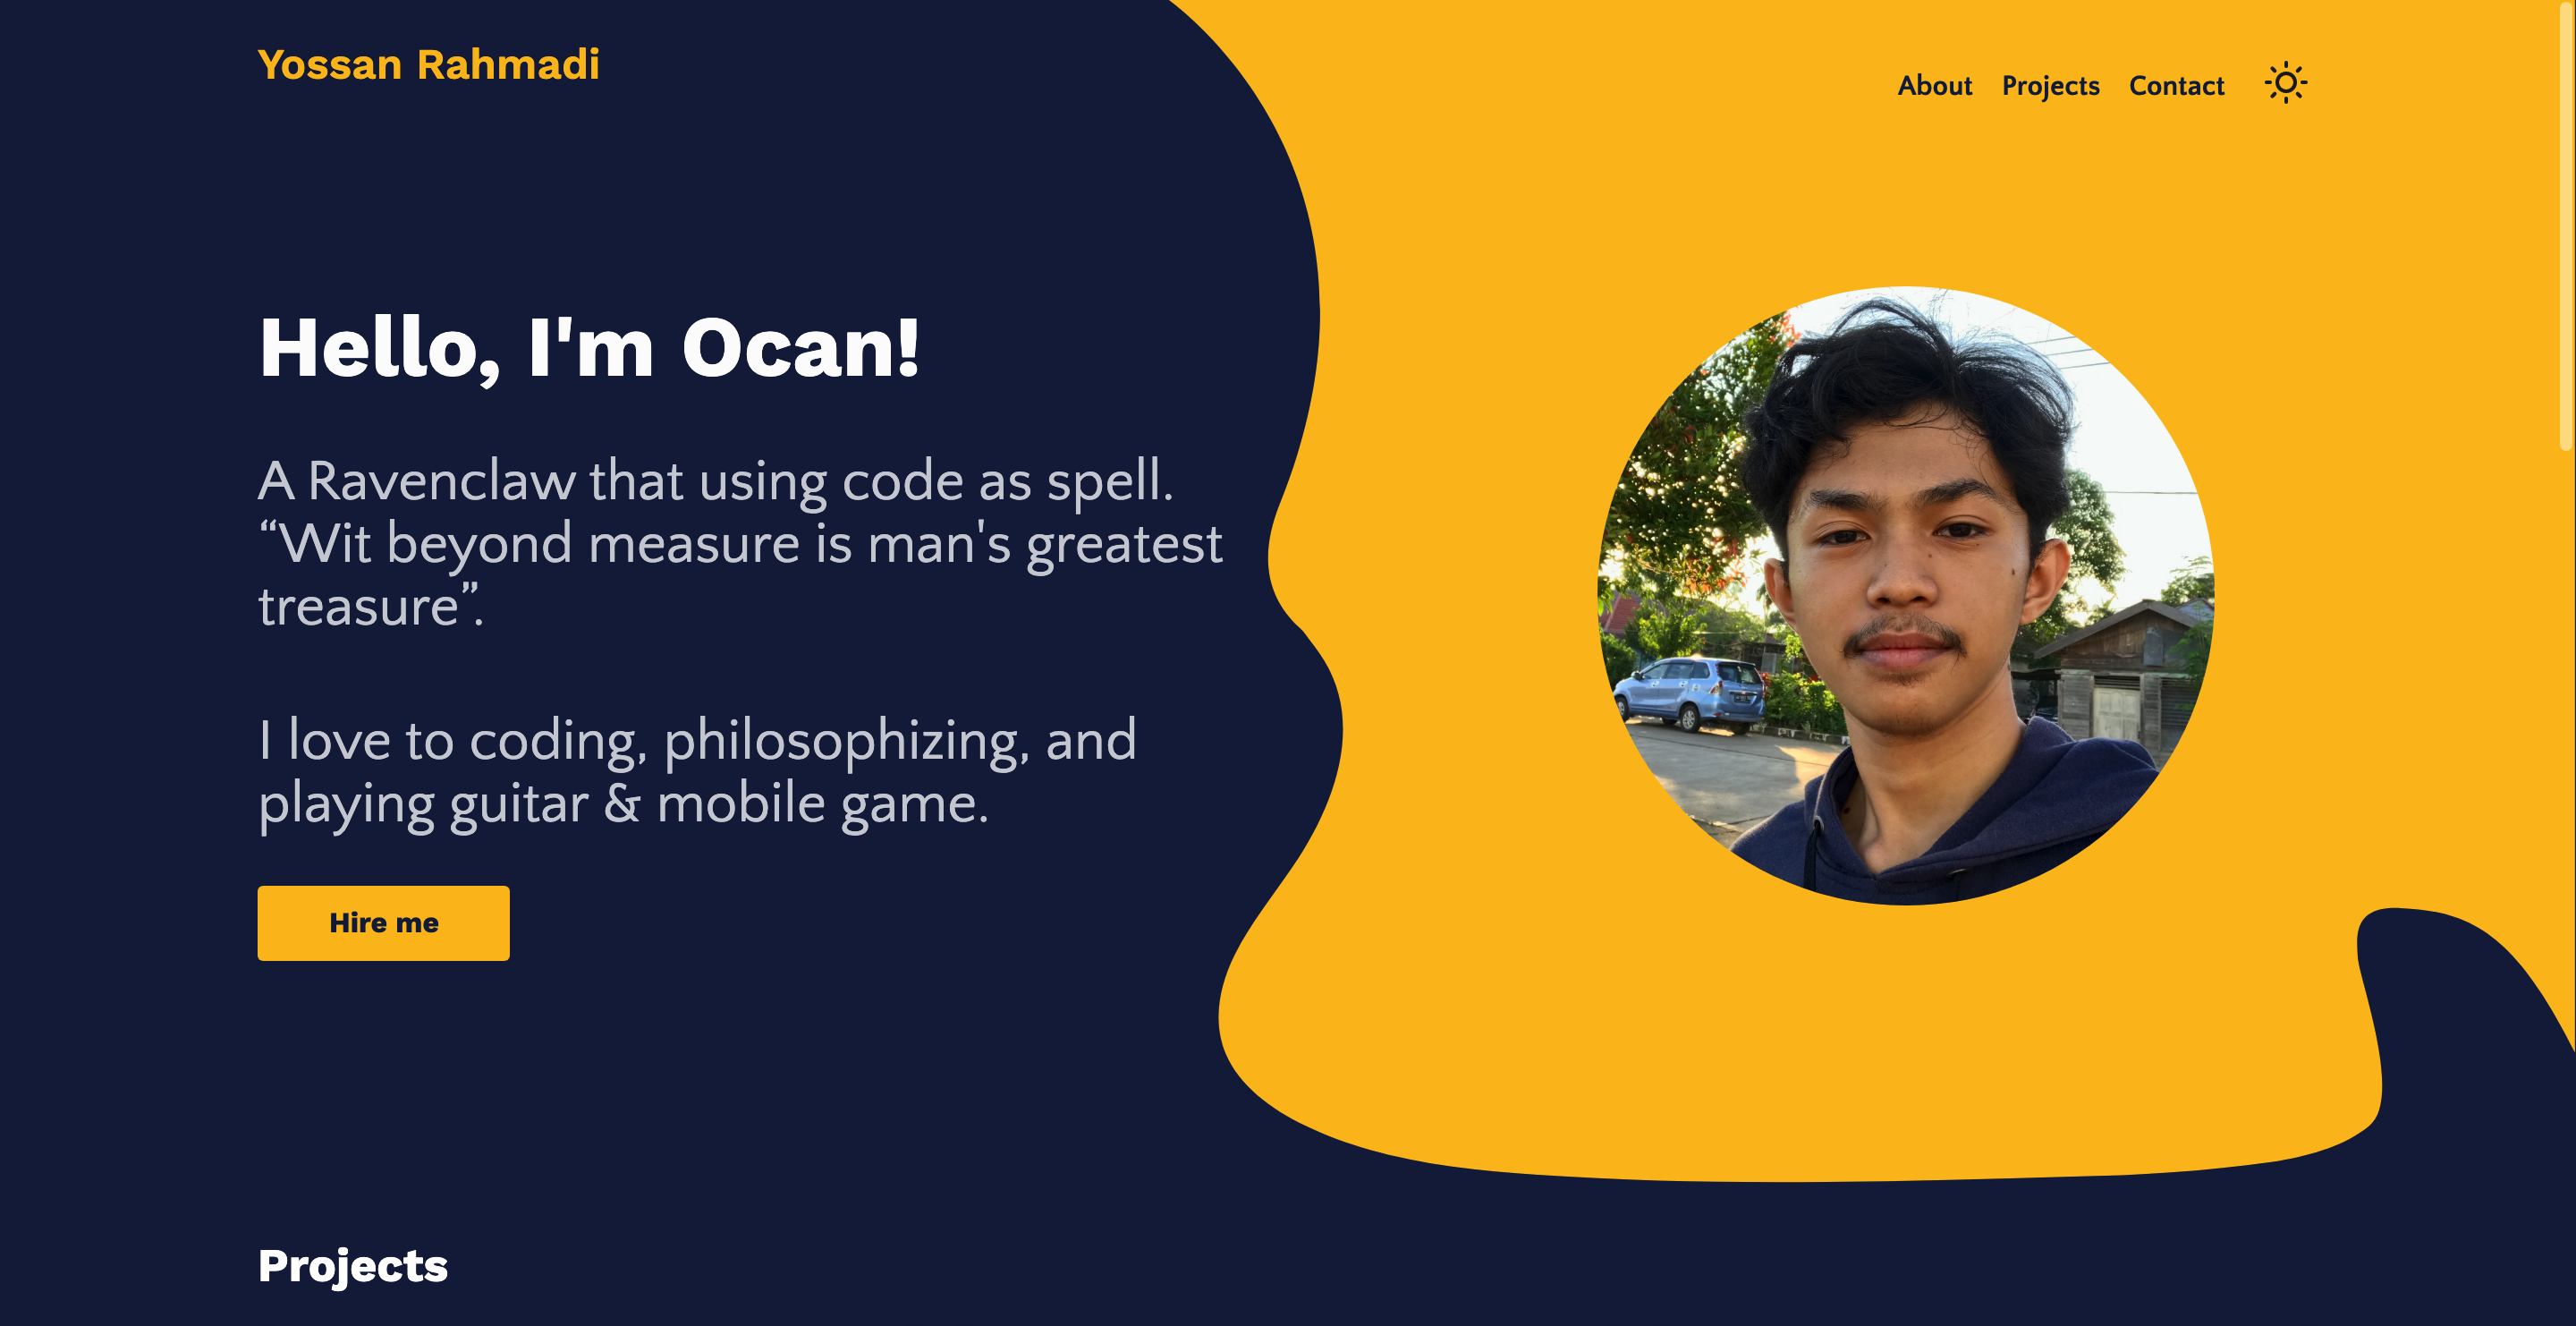 Yossan Rahmadi
About Projects Contact
Hello, I'm Ocan!
A Ravenclaw that using code as spell.
“Wit beyond measure is man's greatest
treasure”.
I love to coding, philosophizing, and
playing guitar & mobile game.
Hire me
Projects